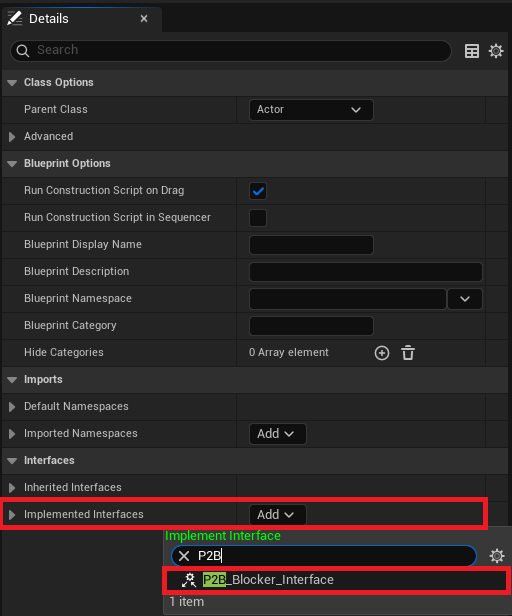 Details
Search
Class Options
Parent Class Actor
Advanced
Blueprint Options
Run Construction Script on Drag
Run Construction Script in Sequencer
Blueprint Display Name
Blueprint Description
Blueprint Namespace
Blueprint Category
Hide Categories 0 Array element
Imports
Default Namespaces
Imported Namespaces Add
Interfaces
Inherited Interfaces
Implemented Interfaces Add
Implement Interface
P2B
P2B_Blocker_Interface
1 item